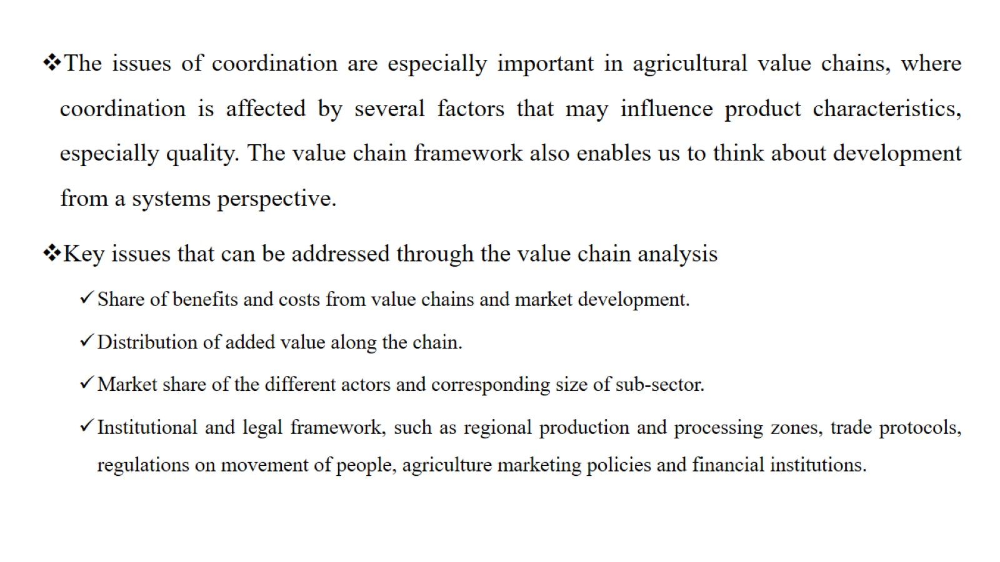 ❖The issues of coordination are especially important in agricultural value chains, where
coordination is affected by several factors that may influence product characteristics,
especially quality. The value chain framework also enables us to think about development
from a systems perspective.
❖Key issues that can be addressed through the value chain analysis
✓Share of benefits and costs from value chains and market development.
✓Distribution of added value along the chain.
✓Market share of the different actors and corresponding size of sub-sector.
✓Institutional and legal framework, such as regional production and processing zones, trade protocols,
regulations on movement of people, agriculture marketing policies and financial institutions.